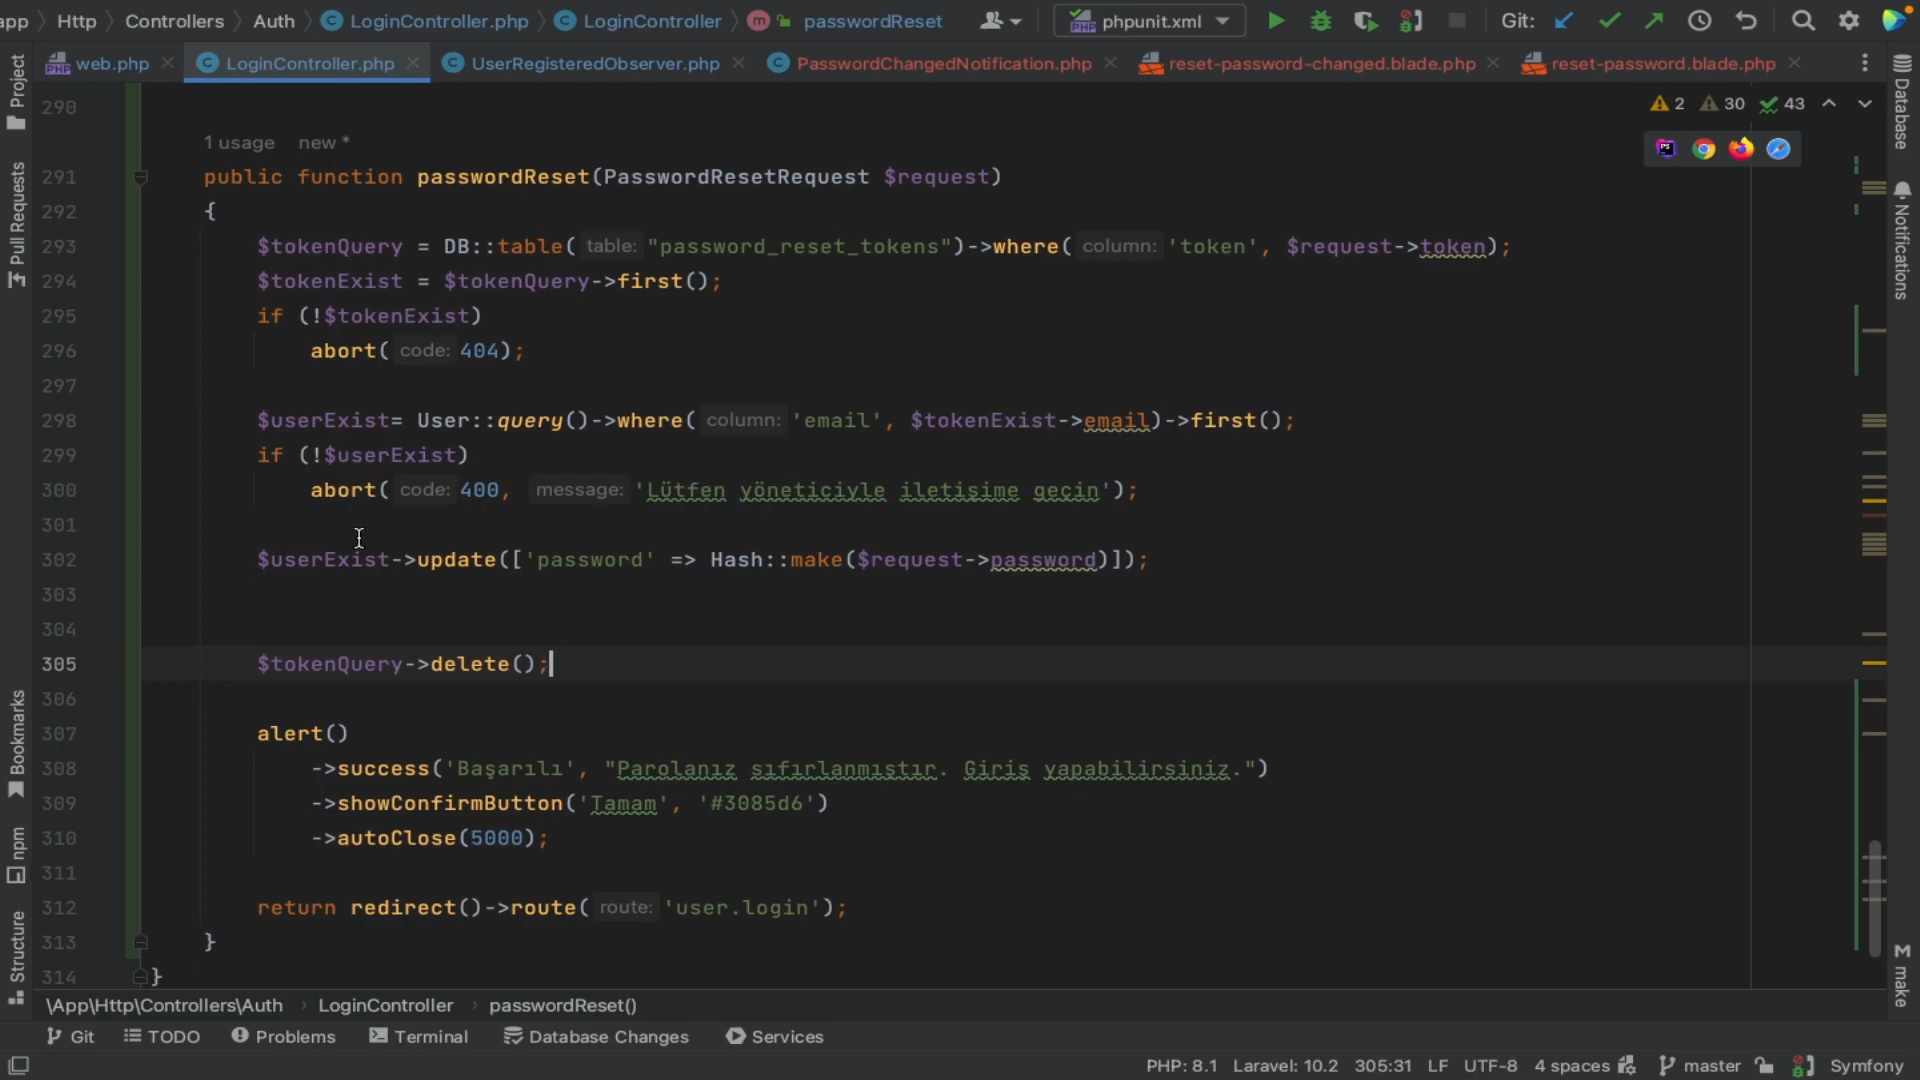 app > Http > Controllers > Auth > LoginController.php > LoginController > m passwordReset phpunit.xml Git:
web.php LoginController.php UserRegisteredObserver.php PasswordChangedNotification.php reset-password-changed.blade.php reset-password.blade.php
Project
Pull Requests
Bookmarks
npm
Structure
2 30 43
290
1 usage new *
291 public function passwordReset(PasswordResetRequest $request)
292 {
293 $tokenQuery = DB::table( table: "password_reset_tokens")->where( column: 'token', $request->token);
294 $tokenExist = $tokenQuery->first();
295 if (!$tokenExist)
296 abort( code: 404);
297
298 $userExist= User::query()->where( column: 'email', $tokenExist->email)->first();
299 if (!$userExist)
300 abort( code: 400, message: 'Lütfen yöneticiyle iletişime geçin');
301
302 $userExist->update(['password' => Hash::make($request->password)]);
303
304
305 $tokenQuery->delete();
306
307 alert()
308 ->success('Başarılı', "Parolanız sıfırlanmıştır. Giriş yapabilirsiniz.")
309 ->showConfirmButton('Tamam', '#3085d6')
310 ->autoClose(5000);
311
312 return redirect()->route( route: 'user.login');
313 }
314 }
Database
Notifications
M make
\App\Http\Controllers\Auth > LoginController > passwordReset()
Git TODO Problems Terminal Database Changes Services
PHP: 8.1 Laravel: 10.2 305:31 LF UTF-8 4 spaces master Symfony